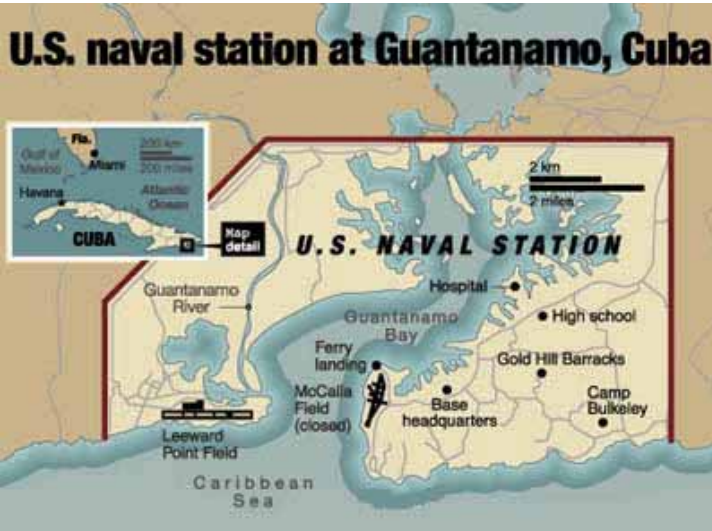 U.S. naval station at Guantanamo, Cuba
Fla.
200 km
200 miles
Gulf of
Mexico
Miami
Atlantic
Ocean
Havana
CUBA
Map
detail
2 km
2 miles
U.S. NAVAL STATION
Guantanamo
River
Hospital
Guantanamo
Bay
High school
Ferry
landing
Gold Hill Barracks
McCalla
Field
(closed)
Base
headquarters
Camp
Bulkeley
Leeward
Point Field
Caribbean
Sea